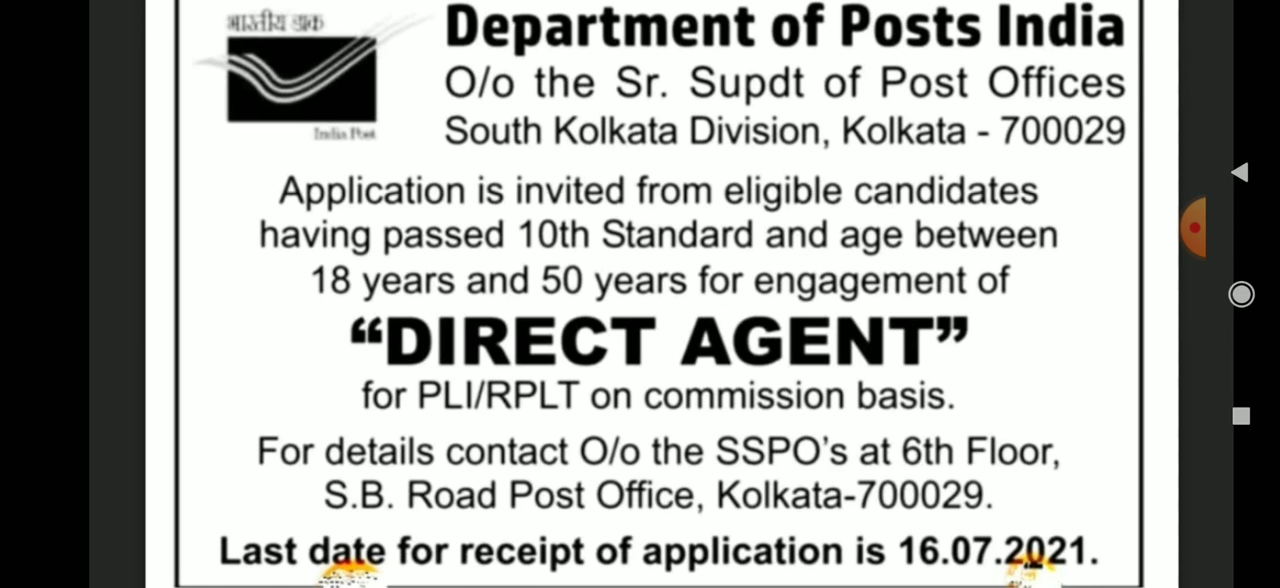 भारतीय डाक
India Post
Department of Posts India
O/o the Sr. Supdt of Post Offices
South Kolkata Division, Kolkata - 700029
Application is invited from eligible candidates
having passed 10th Standard and age between
18 years and 50 years for engagement of
“DIRECT AGENT”
for PLI/RPLT on commission basis.
For details contact O/o the SSPO’s at 6th Floor,
S.B. Road Post Office, Kolkata-700029.
Last date for receipt of application is 16.07.2021.